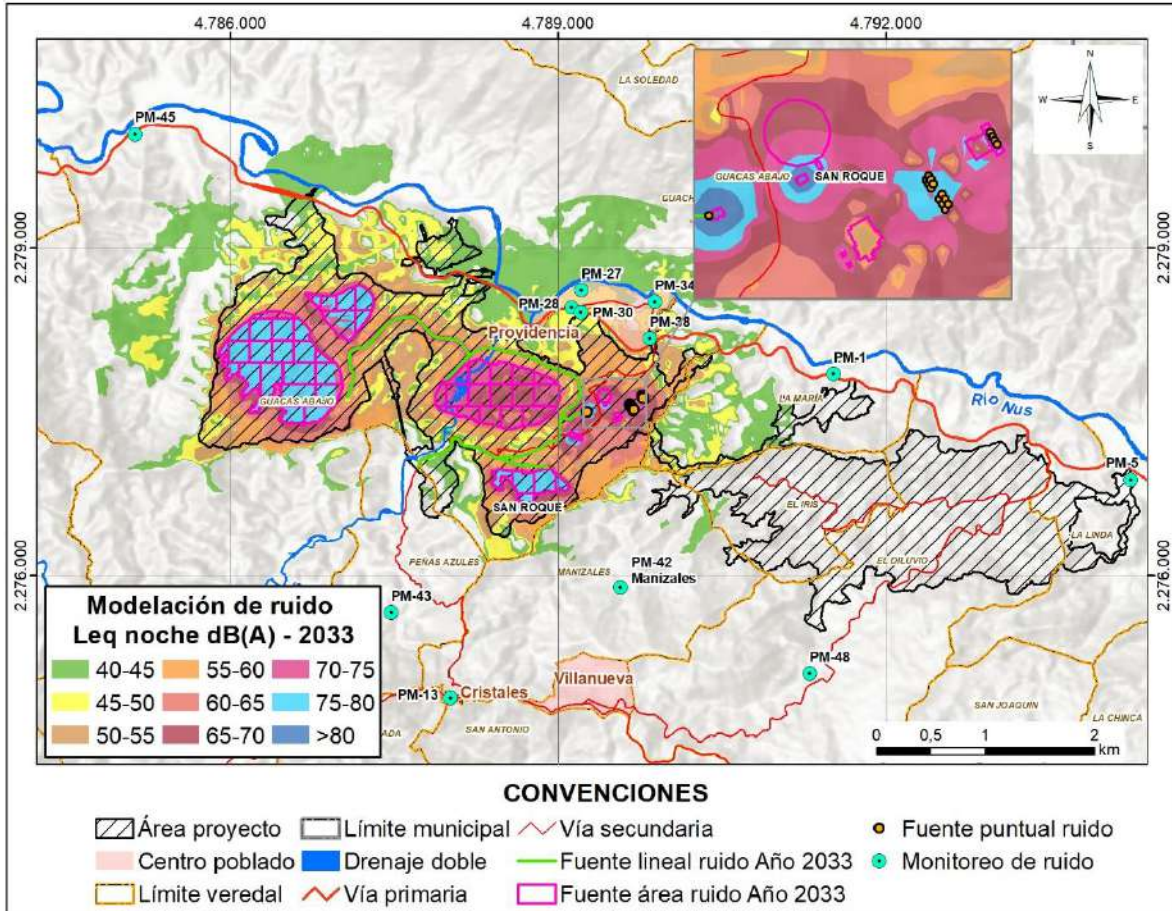 4.786.000
4.789.000
4.792.000
2.279.000
2.279.000
2.276.000
2.276.000
LA SOLEDAD
N
W
E
S
PM-45
GUACAS ABAJO
SAN ROQUE
PM-27
PM-28
PM-34
PM-30
PM-38
Providencia
PM-1
LA MARÍA
Río Nus
GUACAS ABAJO
PM-5
EL IRIS
SAN ROQUE
LA LINDA
EL DILUVIO
PEÑAS AZULES
MANIZALES
PM-42
Manizales
PM-43
PM-48
Villanueva
PM-13
Cristales
SAN ANTONIO
SAN JOAQUIN
LA CHINCA
Modelación de ruido
Leq noche dB(A) - 2033
40-45
55-60
70-75
45-50
60-65
75-80
50-55
65-70
>80
0
0,5
1
2
km
CONVENCIONES
Área proyecto
Límite municipal
Vía secundaria
Fuente puntual ruido
Centro poblado
Drenaje doble
Fuente lineal ruido Año 2033
Monitoreo de ruido
Límite veredal
Vía primaria
Fuente área ruido Año 2033